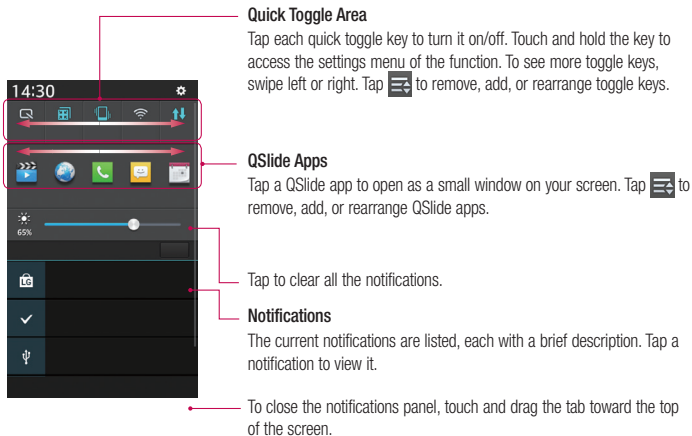 Quick Toggle Area
Tap each quick toggle key to turn it on/off. Touch and hold the key to
access the settings menu of the function. To see more toggle keys,
swipe left or right. Tap to remove, add, or rearrange toggle keys.
14:30
QSlide Apps
Tap a QSlide app to open as a small window on your screen. Tap to
remove, add, or rearrange QSlide apps.
65%
Tap to clear all the notifications.
LG
Notifications
The current notifications are listed, each with a brief description. Tap a
notification to view it.
To close the notifications panel, touch and drag the tab toward the top
of the screen.